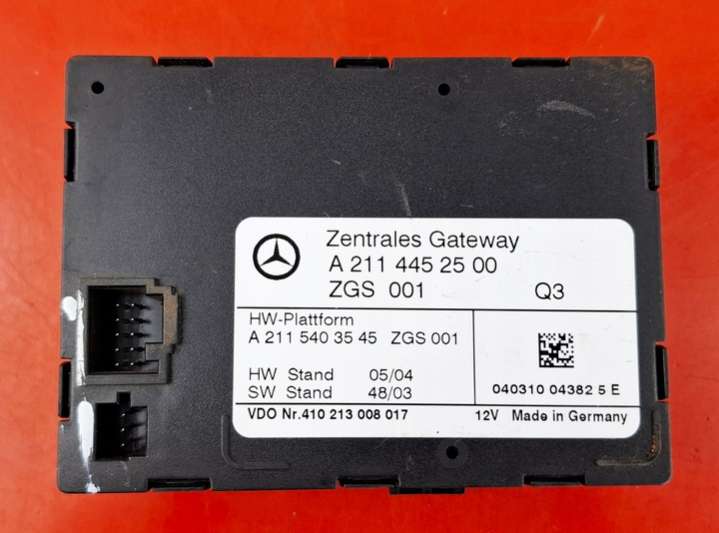 Zentrales Gateway
A 211 445 25 00
ZGS 001 Q3
HW-Plattform
A 211 540 35 45 ZGS 001
HW Stand 05/04
SW Stand 48/03
040310 04382 5 E
VDO Nr.410 213 008 017 12V Made in Germany